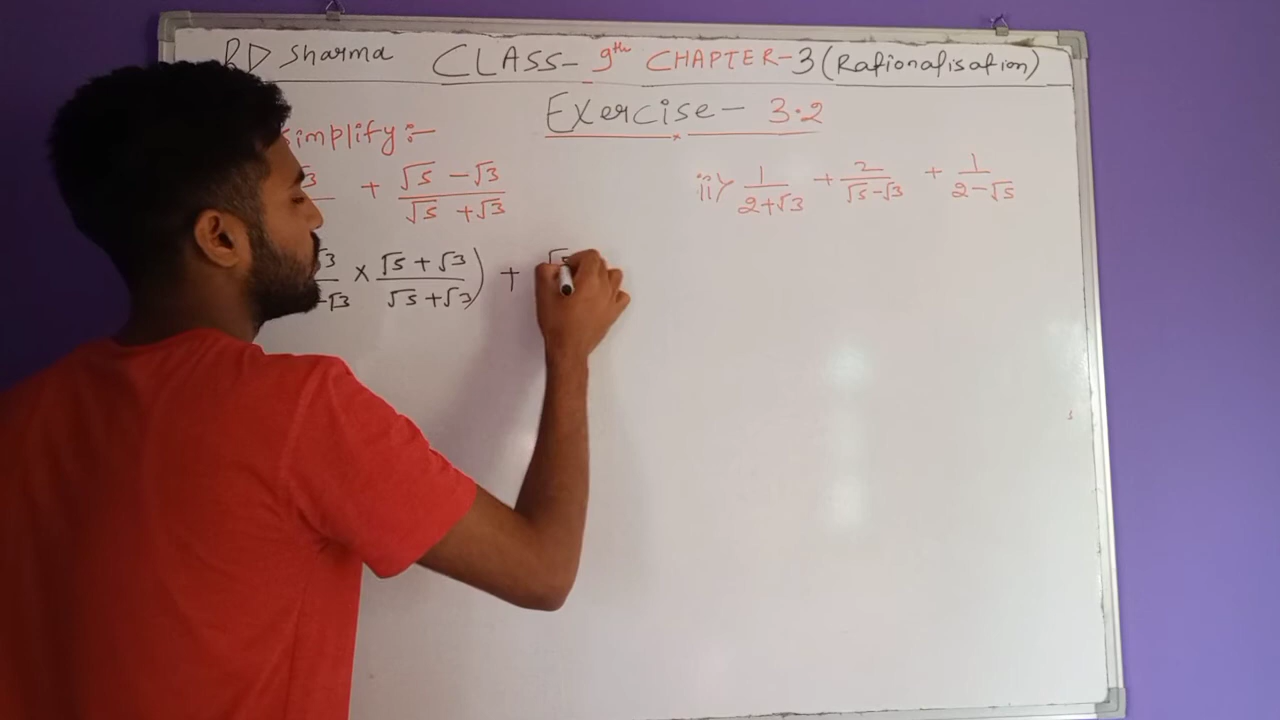 RD Sharma CLASS- 9th CHAPTER-3 (Rationalisation)
Exercise- 3.2
simplify:-
√3 + (√5 - √3)/(√5 + √3)
ii> 1/(2+√3) + 2/(√5-√3) + 1/(2-√5)
√3/-√3 × (√5 + √3)/(√5 + √3)) + √5